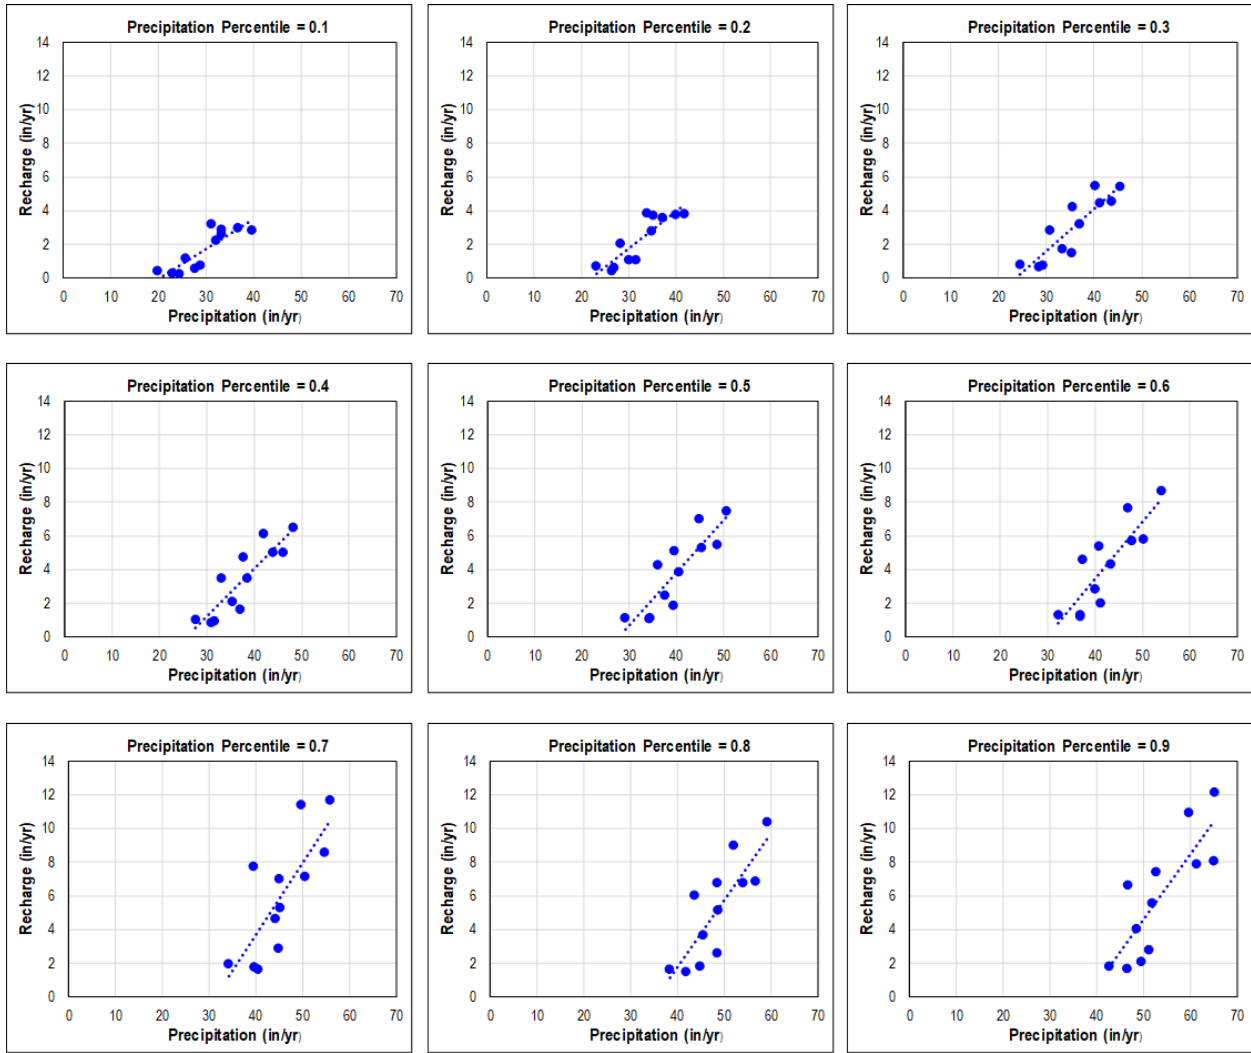 Precipitation Percentile = 0.1
14
12
10
8
6
4
2
0
Recharge (in/yr)
0 10 20 30 40 50 60 70
Precipitation (in/yr)
Precipitation Percentile = 0.2
14
12
10
8
6
4
2
0
Recharge (in/yr)
0 10 20 30 40 50 60 70
Precipitation (in/yr)
Precipitation Percentile = 0.3
14
12
10
8
6
4
2
0
Recharge (in/yr)
0 10 20 30 40 50 60 70
Precipitation (in/yr)
Precipitation Percentile = 0.4
14
12
10
8
6
4
2
0
Recharge (in/yr)
0 10 20 30 40 50 60 70
Precipitation (in/yr)
Precipitation Percentile = 0.5
14
12
10
8
6
4
2
0
Recharge (in/yr)
0 10 20 30 40 50 60 70
Precipitation (in/yr)
Precipitation Percentile = 0.6
14
12
10
8
6
4
2
0
Recharge (in/yr)
0 10 20 30 40 50 60 70
Precipitation (in/yr)
Precipitation Percentile = 0.7
14
12
10
8
6
4
2
0
Recharge (in/yr)
0 10 20 30 40 50 60 70
Precipitation (in/yr)
Precipitation Percentile = 0.8
14
12
10
8
6
4
2
0
Recharge (in/yr)
0 10 20 30 40 50 60 70
Precipitation (in/yr)
Precipitation Percentile = 0.9
14
12
10
8
6
4
2
0
Recharge (in/yr)
0 10 20 30 40 50 60 70
Precipitation (in/yr)